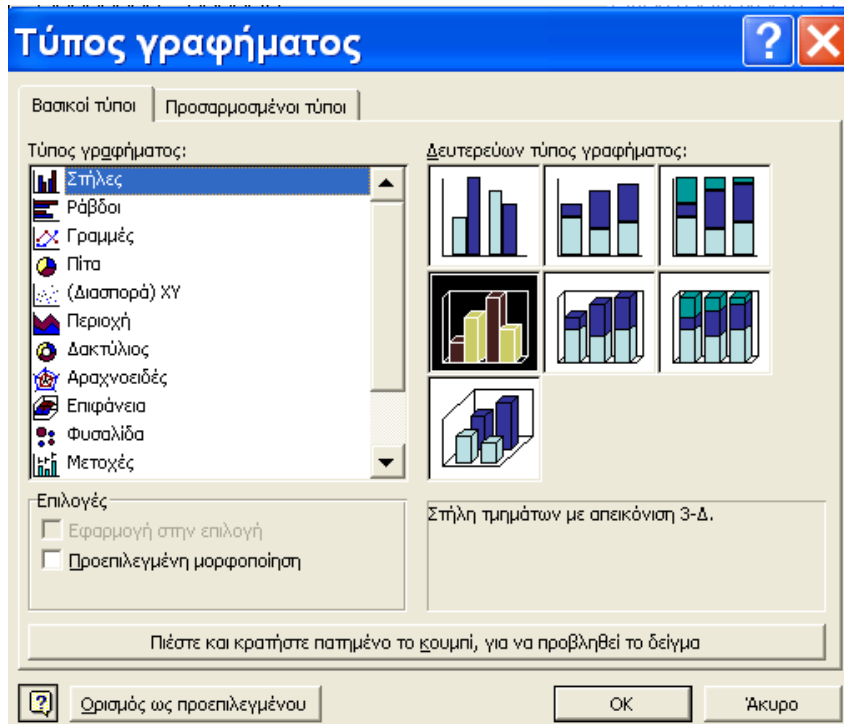 Τύπος γραφήματος
Βασικοί τύποι
Προσαρμοσμένοι τύποι
Τύπος γραφήματος:
Στήλες
Ράβδοι
Γραμμές
Πίτα
(Διασπορά) XY
Περιοχή
Δακτύλιος
Αραχνοειδές
Επιφάνεια
Φυσαλίδα
Μετοχές
Δευτερεύων τύπος γραφήματος:
Επιλογές
Εφαρμογή στην επιλογή
Προεπιλεγμένη μορφοποίηση
Στήλη τμημάτων με απεικόνιση 3-Δ.
Πιέστε και κρατήστε πατημένο το κουμπί, για να προβληθεί το δείγμα
Ορισμός ως προεπιλεγμένου
OK
Άκυρο